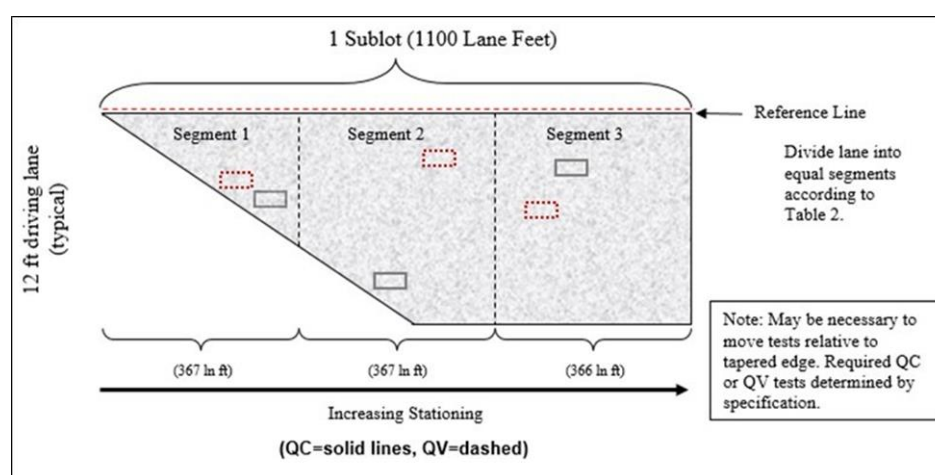 1 Sublot (1100 Lane Feet)
Reference Line
Segment 1
Segment 2
Segment 3
Divide lane into
equal segments
according to
Table 2.
12 ft driving lane
(typical)
Note: May be necessary to
move tests relative to
tapered edge. Required QC
or QV tests determined by
specification.
(367 ln ft)
(367 ln ft)
(366 ln ft)
Increasing Stationing
(QC=solid lines, QV=dashed)